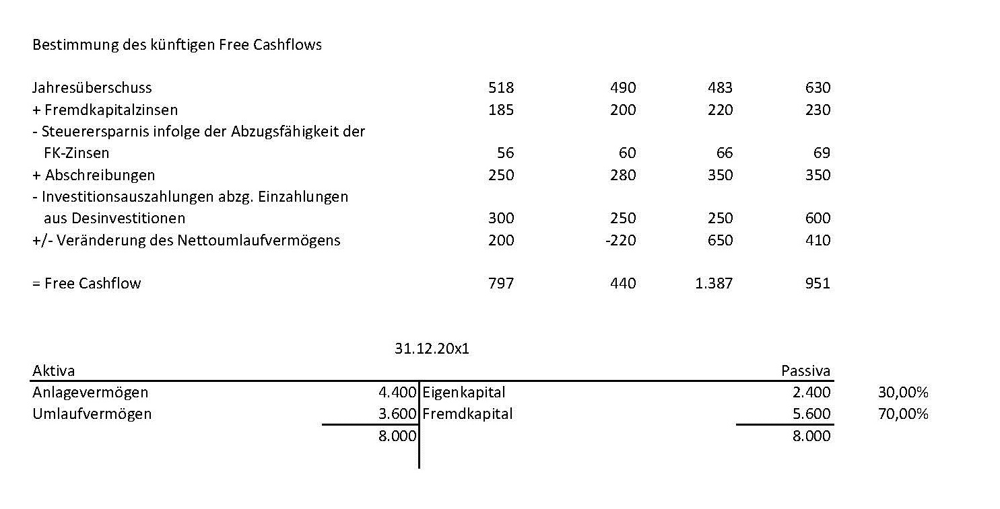 Bestimmung des künftigen Free Cashflows
Jahresüberschuss 518 490 483 630
+ Fremdkapitalzinsen 185 200 220 230
- Steuerersparnis infolge der Abzugsfähigkeit der
FK-Zinsen 56 60 66 69
+ Abschreibungen 250 280 350 350
- Investitionsauszahlungen abzg. Einzahlungen
aus Desinvestitionen 300 250 250 600
+/- Veränderung des Nettoumlaufvermögens 200 -220 650 410
= Free Cashflow 797 440 1.387 951
31.12.20x1
Aktiva Passiva
Anlagevermögen 4.400 Eigenkapital 2.400 30,00%
Umlaufvermögen 3.600 Fremdkapital 5.600 70,00%
8.000 8.000